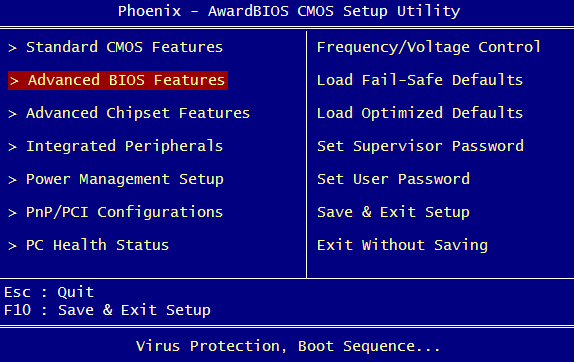 Phoenix - AwardBIOS CMOS Setup Utility
> Standard CMOS Features
> Advanced BIOS Features
> Advanced Chipset Features
> Integrated Peripherals
> Power Management Setup
> PnP/PCI Configurations
> PC Health Status
Frequency/Voltage Control
Load Fail-Safe Defaults
Load Optimized Defaults
Set Supervisor Password
Set User Password
Save & Exit Setup
Exit Without Saving
Esc : Quit
F10 : Save & Exit Setup
Virus Protection, Boot Sequence...